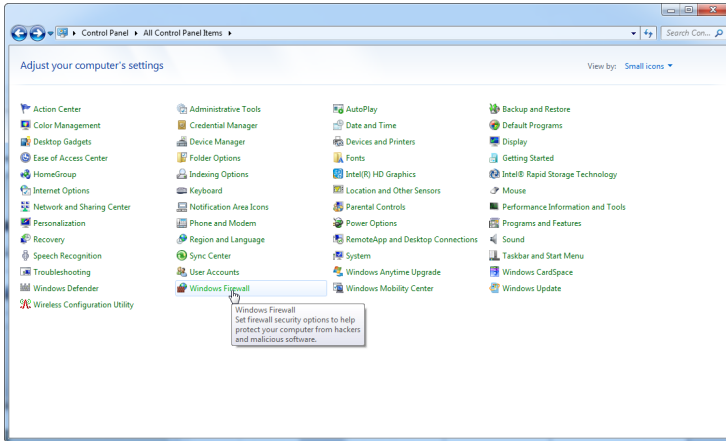 Control Panel ▸ All Control Panel Items ▸
Search Con...
Adjust your computer's settings
View by: Small icons
Action Center
Administrative Tools
AutoPlay
Backup and Restore
Color Management
Credential Manager
Date and Time
Default Programs
Desktop Gadgets
Device Manager
Devices and Printers
Display
Ease of Access Center
Folder Options
Fonts
Getting Started
HomeGroup
Indexing Options
Intel(R) HD Graphics
Intel® Rapid Storage Technology
Internet Options
Keyboard
Location and Other Sensors
Mouse
Network and Sharing Center
Notification Area Icons
Parental Controls
Performance Information and Tools
Personalization
Phone and Modem
Power Options
Programs and Features
Recovery
Region and Language
RemoteApp and Desktop Connections
Sound
Speech Recognition
Sync Center
System
Taskbar and Start Menu
Troubleshooting
User Accounts
Windows Anytime Upgrade
Windows CardSpace
Windows Defender
Windows Firewall
Windows Mobility Center
Windows Update
Wireless Configuration Utility
Windows Firewall
Set firewall security options to help
protect your computer from hackers
and malicious software.